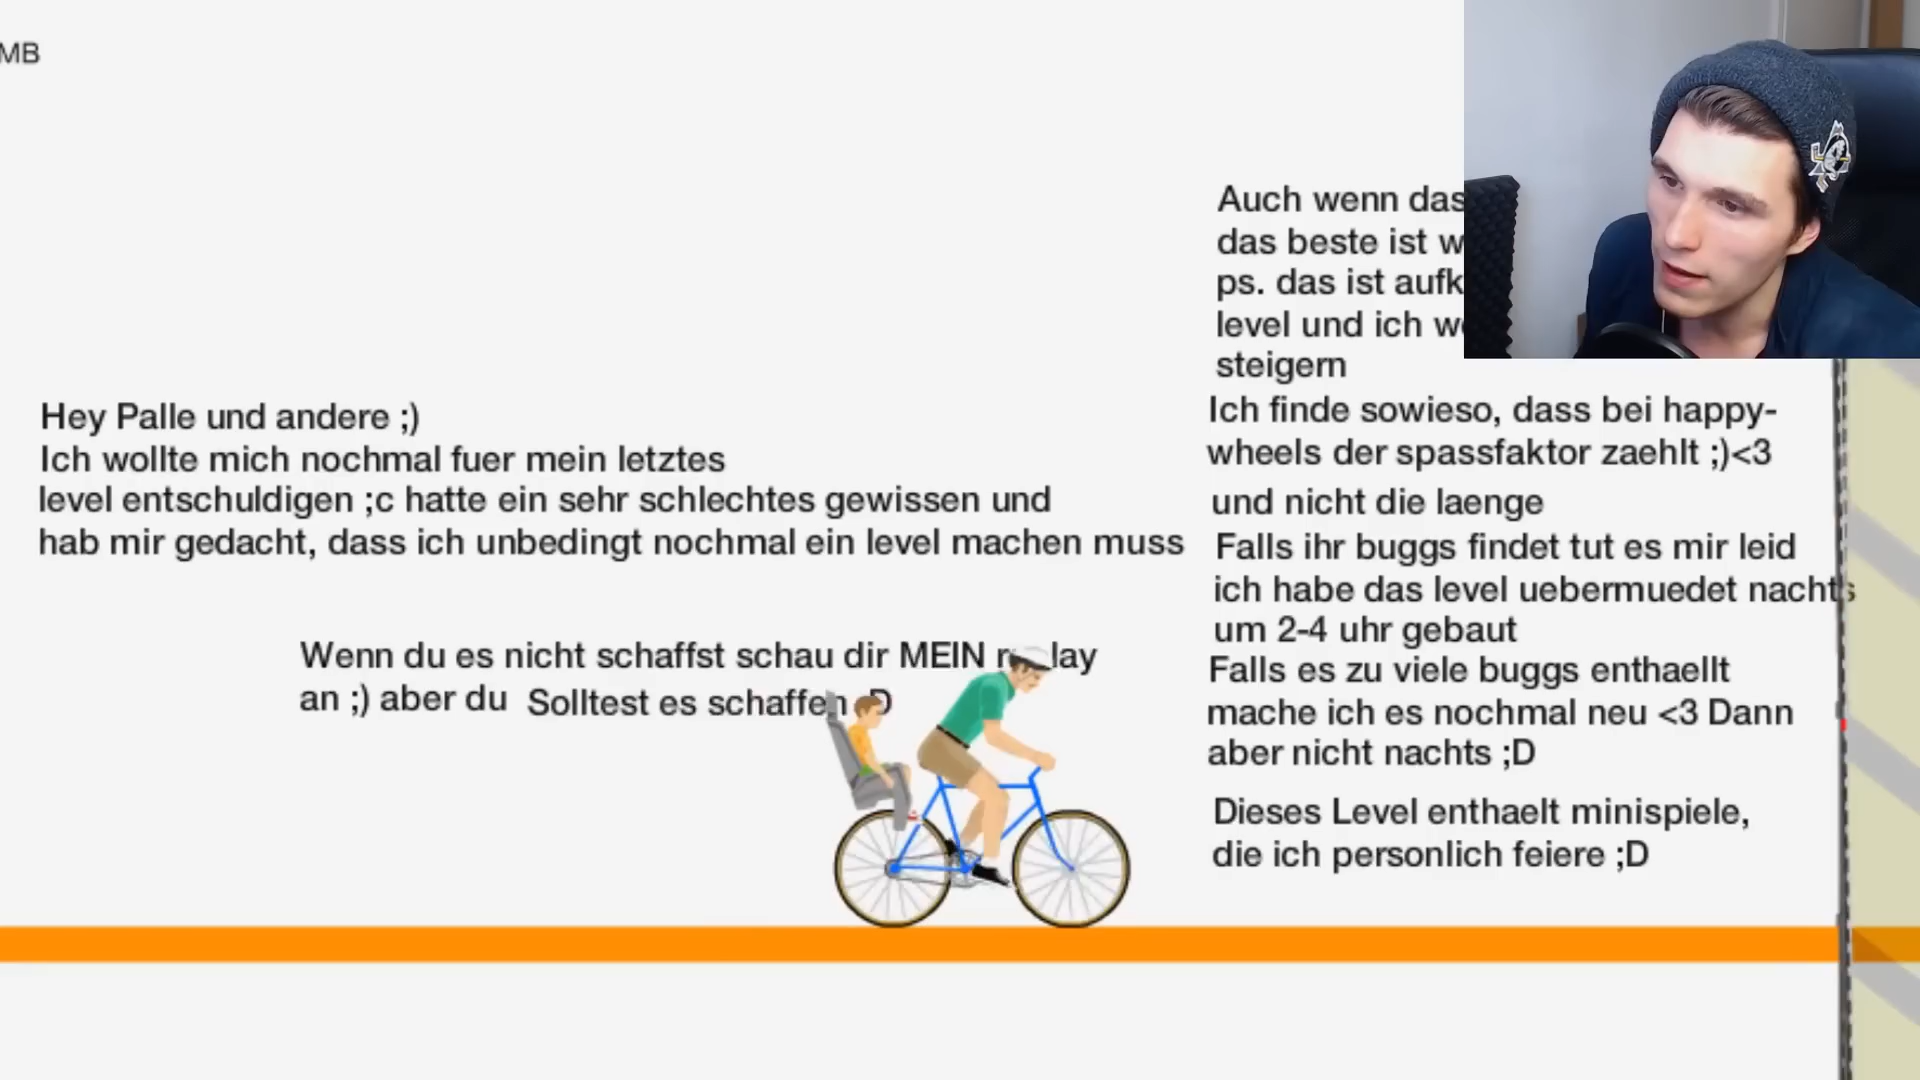 MB
Hey Palle und andere ;)
Ich wollte mich nochmal fuer mein letztes
level entschuldigen ;c hatte ein sehr schlechtes gewissen und
hab mir gedacht, dass ich unbedingt nochmal ein level machen muss
Wenn du es nicht schaffst schau dir MEIN
an ;) aber du Solltest es schaffen ;D
Auch wenn das
das beste ist
ps. das ist
level und ich
steigern
Ich finde sowieso, dass bei happy-
wheels der spassfaktor zaehlt ;)<3
und nicht die laenge
Falls ihr buggs findet tut es mir leid
ich habe das level uebermuedet nachts
um 2-4 uhr gebaut
Falls es zu viele buggs enthaellt
mache ich es nochmal neu <3 Dann
aber nicht nachts ;D
Dieses Level enthaelt minispiele,
die ich personlich feiere ;D